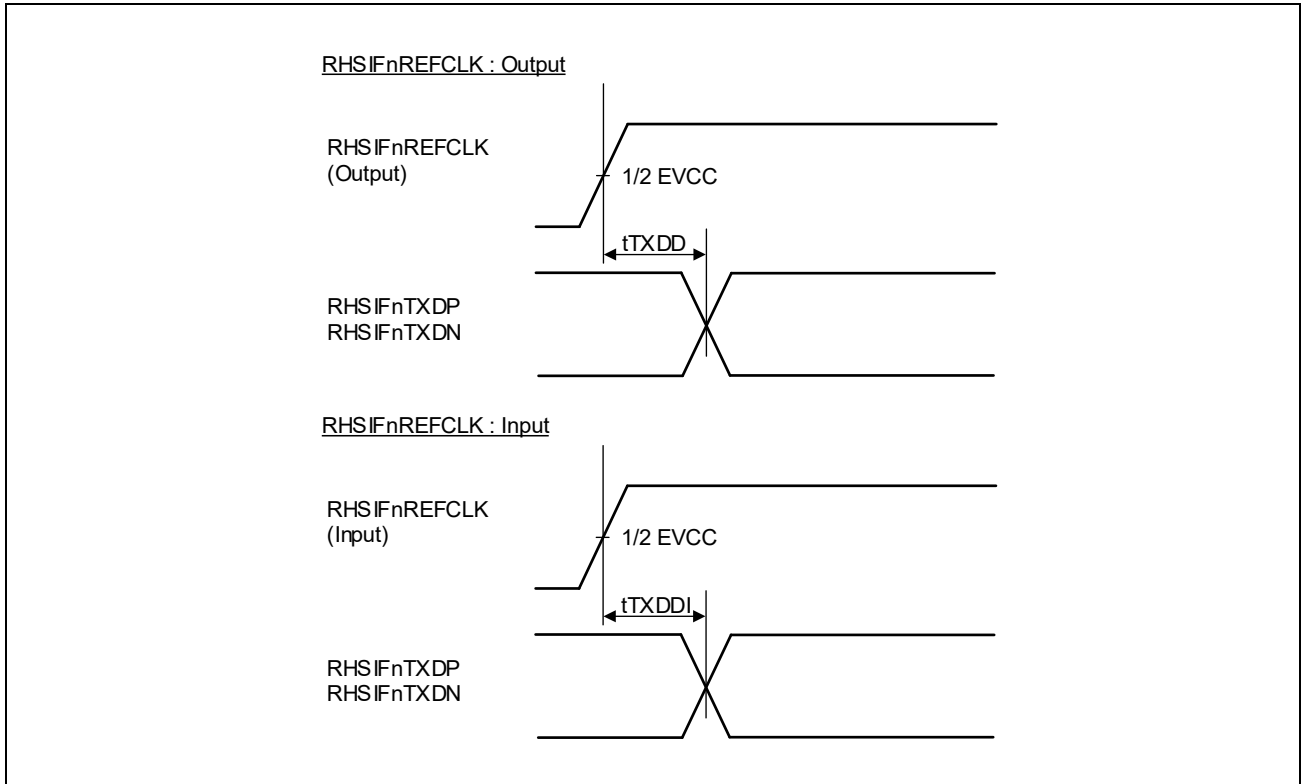 RHSIFnREFCLK : Output
RHSIFnREFCLK
(Output)
1/2 EVCC
tTXDD
RHSIFnTXDP
RHSIFnTXDN
RHSIFnREFCLK : Input
RHSIFnREFCLK
(Input)
1/2 EVCC
tTXDDI
RHSIFnTXDP
RHSIFnTXDN